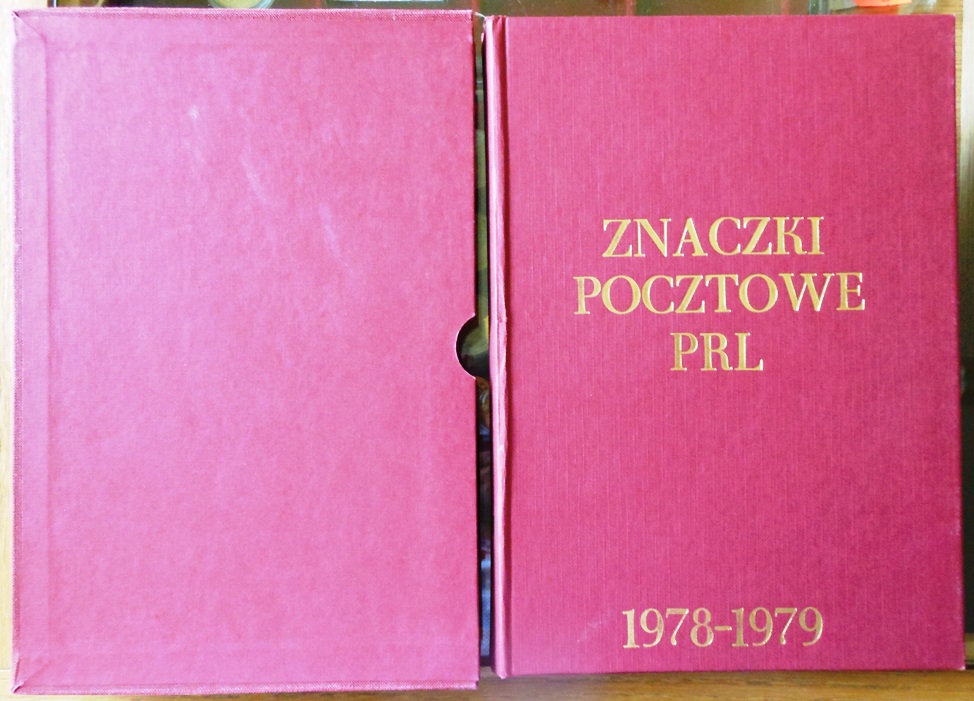 ZNACZKI
POCZTOWE
PRL
1978-1979